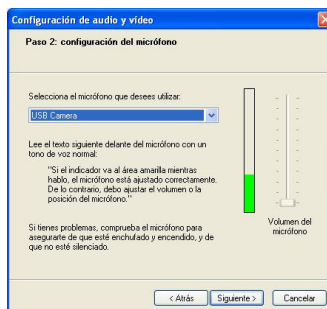 Configuración de audio y vídeo
Paso 2: configuración del micrófono
Selecciona el micrófono que desees utilizar:
USB Camera
Lee el texto siguiente delante del micrófono con un
tono de voz normal:
"Si el indicador va al área amarilla mientras
hablo, el micrófono está ajustado correctamente.
De lo contrario, debo ajustar el volumen o la
posición del micrófono."
Si tienes problemas, comprueba el micrófono para
asegurarte de que esté enchufado y encendido, y de
que no esté silenciado.
Volumen del
micrófono
< Atrás
Siguiente >
Cancelar